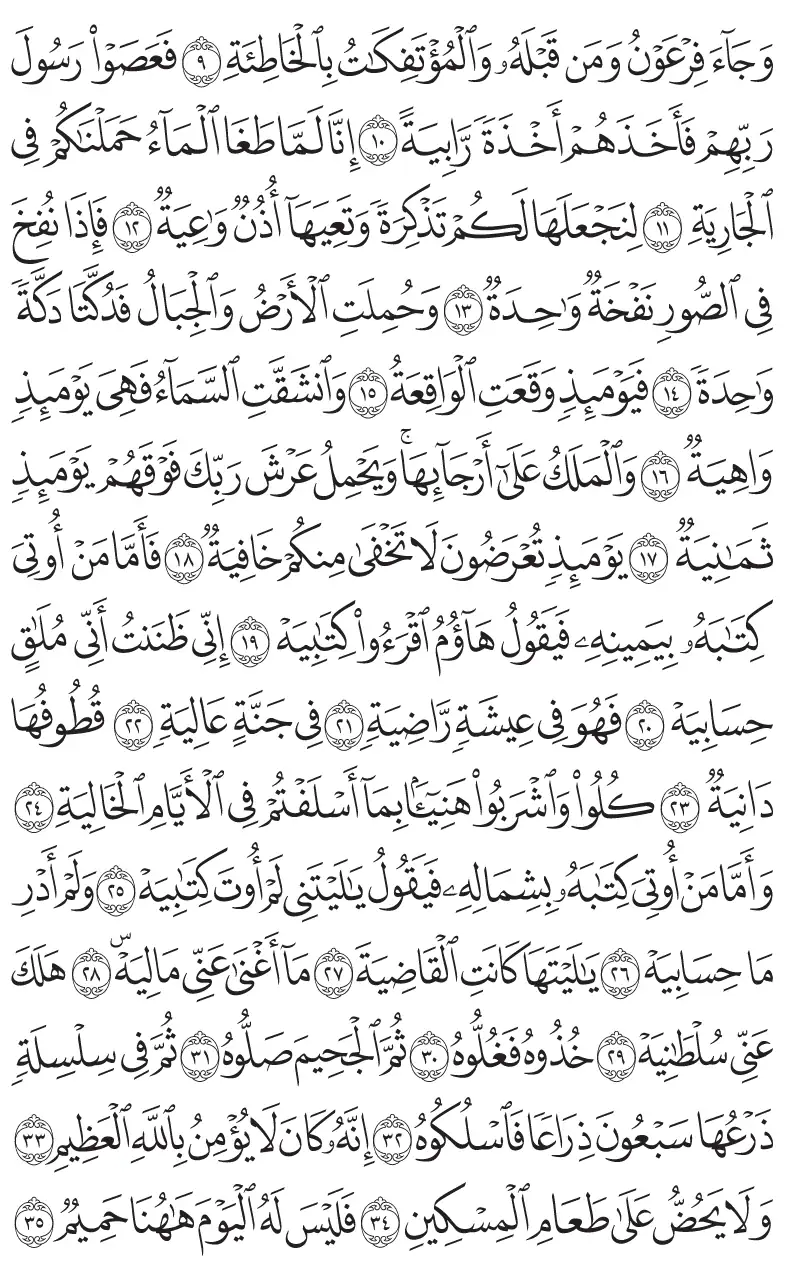 وَجَآءَ فِرْعَوْنُ وَمَن قَبْلَهُۥ وَٱلْمُؤْتَفِكَٰتُ بِٱلْخَاطِئَةِ ٩ فَعَصَوْا۟ رَسُولَ
رَبِّهِمْ فَأَخَذَهُمْ أَخْذَةً رَّابِيَةً ١٠ إِنَّا لَمَّا طَغَا ٱلْمَآءُ حَمَلْنَٰكُمْ فِى
ٱلْجَارِيَةِ ١١ لِنَجْعَلَهَا لَكُمْ تَذْكِرَةً وَتَعِيَهَآ أُذُنٌ وَٰعِيَةٌ ١٢ فَإِذَا نُفِخَ
فِى ٱلصُّورِ نَفْخَةٌ وَٰحِدَةٌ ١٣ وَحُمِلَتِ ٱلْأَرْضُ وَٱلْجِبَالُ فَدُكَّتَا دَكَّةً
وَٰحِدَةً ١٤ فَيَوْمَئِذٍ وَقَعَتِ ٱلْوَاقِعَةُ ١٥ وَٱنشَقَّتِ ٱلسَّمَآءُ فَهِىَ يَوْمَئِذٍ
وَاهِيَةٌ ١٦ وَٱلْمَلَكُ عَلَىٰٓ أَرْجَآئِهَا ۚ وَيَحْمِلُ عَرْشَ رَبِّكَ فَوْقَهُمْ يَوْمَئِذٍ
ثَمَٰنِيَةٌ ١٧ يَوْمَئِذٍ تُعْرَضُونَ لَا تَخْفَىٰ مِنكُمْ خَافِيَةٌ ١٨ فَأَمَّا مَنْ أُوتِىَ
كِتَٰبَهُۥ بِيَمِينِهِۦ فَيَقُولُ هَآؤُمُ ٱقْرَءُوا۟ كِتَٰبِيَهْ ١٩ إِنِّى ظَنَنتُ أَنِّى مُلَٰقٍ
حِسَابِيَهْ ٢٠ فَهُوَ فِى عِيشَةٍ رَّاضِيَةٍ ٢١ فِى جَنَّةٍ عَالِيَةٍ ٢٢ قُطُوفُهَا
دَانِيَةٌ ٢٣ كُلُوا۟ وَٱشْرَبُوا۟ هَنِيٓـًٔۢا بِمَآ أَسْلَفْتُمْ فِى ٱلْأَيَّامِ ٱلْخَالِيَةِ ٢٤
وَأَمَّا مَنْ أُوتِىَ كِتَٰبَهُۥ بِشِمَالِهِۦ فَيَقُولُ يَٰلَيْتَنِى لَمْ أُوتَ كِتَٰبِيَهْ ٢٥ وَلَمْ أَدْرِ
مَا حِسَابِيَهْ ٢٦ يَٰلَيْتَهَا كَانَتِ ٱلْقَاضِيَةَ ٢٧ مَآ أَغْنَىٰ عَنِّى مَالِيَهْ ۜ ٢٨ هَلَكَ
عَنِّى سُلْطَٰنِيَهْ ٢٩ خُذُوهُ فَغُلُّوهُ ٣٠ ثُمَّ ٱلْجَحِيمَ صَلُّوهُ ٣١ ثُمَّ فِى سِلْسِلَةٍ
ذَرْعُهَا سَبْعُونَ ذِرَاعًا فَٱسْلُكُوهُ ٣٢ إِنَّهُۥ كَانَ لَا يُؤْمِنُ بِٱللَّهِ ٱلْعَظِيمِ ٣٣
وَلَا يَحُضُّ عَلَىٰ طَعَامِ ٱلْمِسْكِينِ ٣٤ فَلَيْسَ لَهُ ٱلْيَوْمَ هَٰهُنَا حَمِيمٌ ٣٥